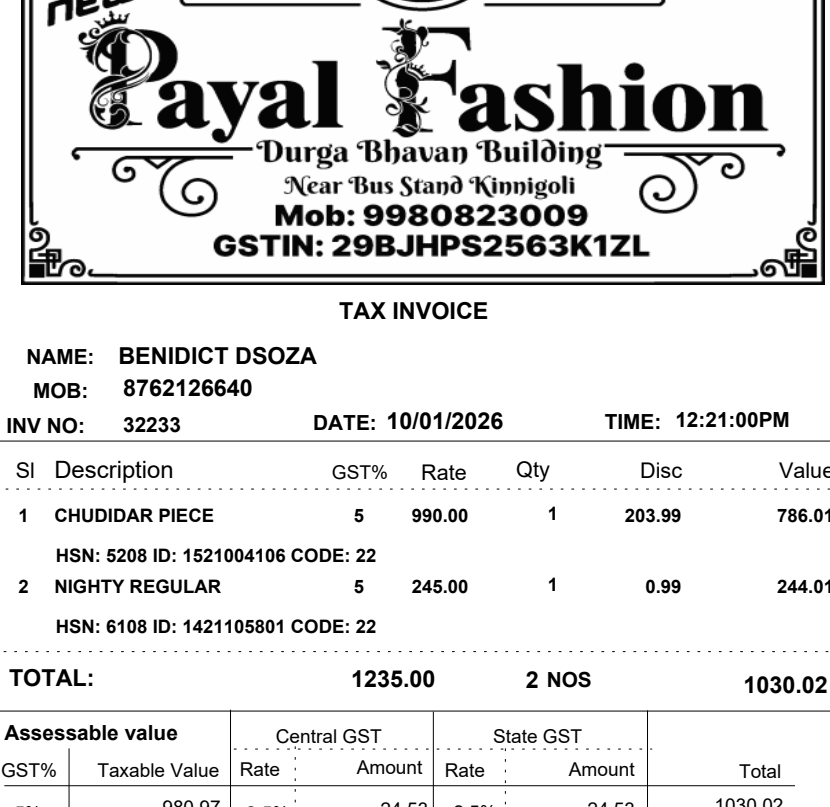 new
Payal Fashion
Durga Bhavan Building
Near Bus Stand Kinnigoli
Mob: 9980823009
GSTIN: 29BJHPS2563K1ZL
TAX INVOICE
NAME: BENIDICT DSOZA
MOB: 8762126640
INV NO: 32233 DATE: 10/01/2026 TIME: 12:21:00PM
Sl Description GST% Rate Qty Disc Value
1 CHUDIDAR PIECE 5 990.00 1 203.99 786.01
HSN: 5208 ID: 1521004106 CODE: 22
2 NIGHTY REGULAR 5 245.00 1 0.99 244.01
HSN: 6108 ID: 1421105801 CODE: 22
TOTAL: 1235.00 2 NOS 1030.02
Assessable value Central GST State GST
GST% Taxable Value Rate Amount Rate Amount Total
980.97 24.53 24.53 1030.02